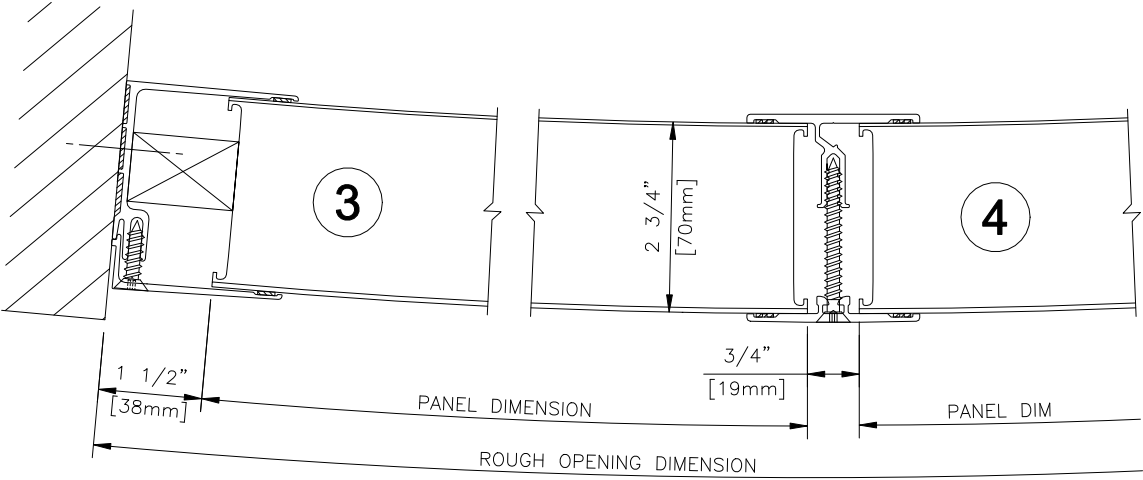 3
4
2 3/4"
[70mm]
1 1/2"
[38mm]
3/4"
[19mm]
PANEL DIMENSION
PANEL DIM
ROUGH OPENING DIMENSION